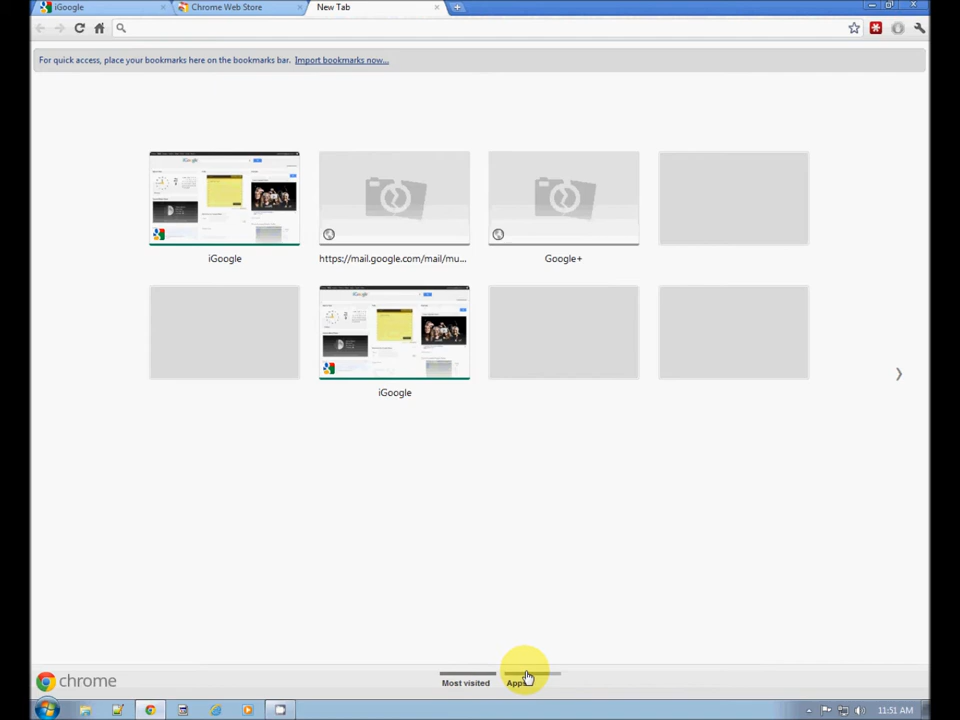 iGoogle
Chrome Web Store
New Tab
For quick access, place your bookmarks here on the bookmarks bar. Import bookmarks now...
iGoogle
https://mail.google.com/mail/mu...
Google+
iGoogle
chrome
Most visited
Apps
11:51 AM